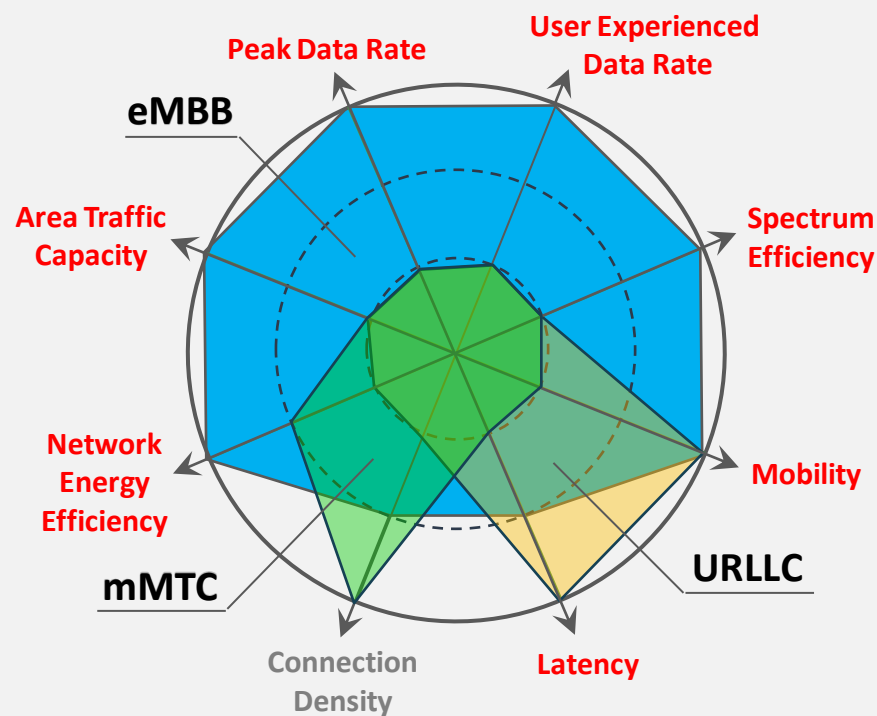 User Experienced
Data Rate
Peak Data Rate
eMBB
Area Traffic
Capacity
Spectrum
Efficiency
Network
Energy
Efficiency
Mobility
mMTC
URLLC
Connection
Density
Latency